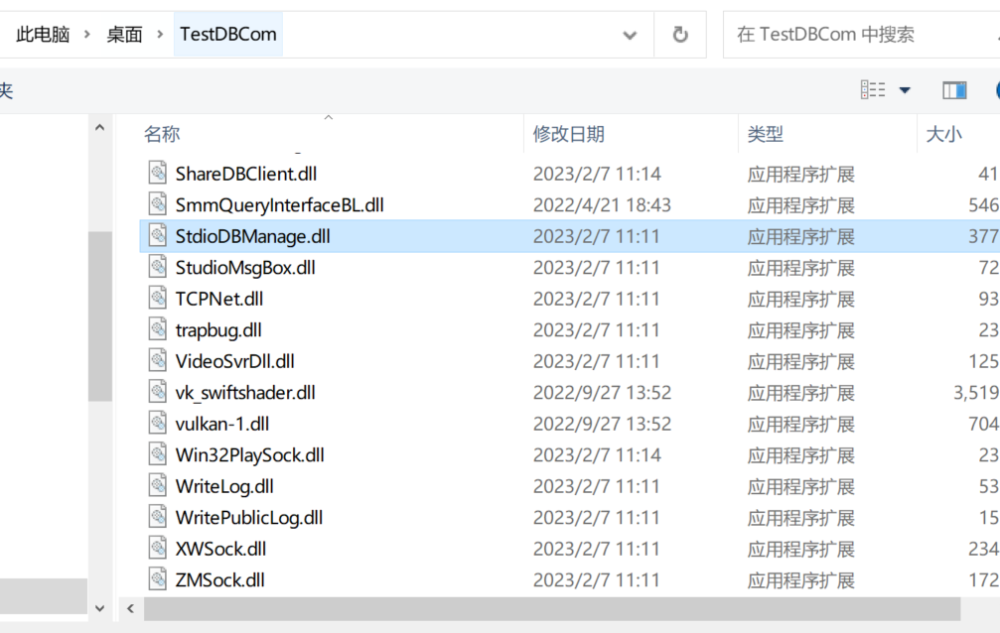 此电脑 > 桌面 > TestDBCom 在 TestDBCom 中搜索
夹
名称 修改日期 类型 大小
ShareDBClient.dll 2023/2/7 11:14 应用程序扩展 41
SmmQueryInterfaceBL.dll 2022/4/21 18:43 应用程序扩展 546
StdioDBManage.dll 2023/2/7 11:11 应用程序扩展 377
StudioMsgBox.dll 2023/2/7 11:11 应用程序扩展 72
TCPNet.dll 2023/2/7 11:11 应用程序扩展 93
trapbug.dll 2023/2/7 11:11 应用程序扩展 23
VideoSvrDll.dll 2023/2/7 11:11 应用程序扩展 125
vk_swiftshader.dll 2022/9/27 13:52 应用程序扩展 3,519
vulkan-1.dll 2022/9/27 13:52 应用程序扩展 704
Win32PlaySock.dll 2023/2/7 11:14 应用程序扩展 23
WriteLog.dll 2023/2/7 11:11 应用程序扩展 53
WritePublicLog.dll 2023/2/7 11:11 应用程序扩展 15
XWSock.dll 2023/2/7 11:11 应用程序扩展 234
ZMSock.dll 2023/2/7 11:11 应用程序扩展 172